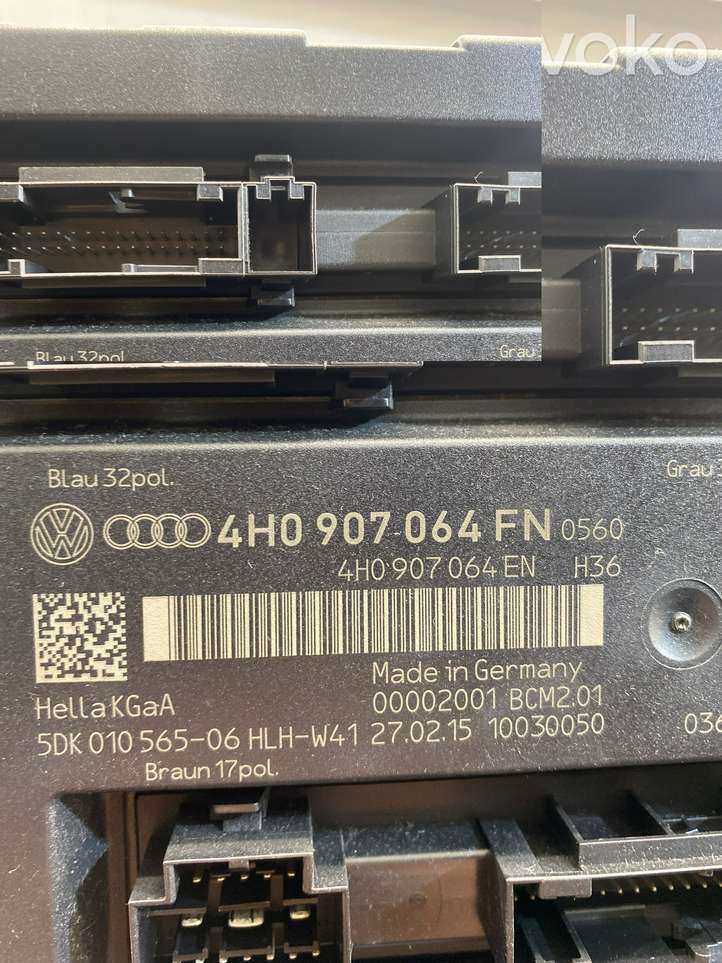 voko
Blau 32pol.
Grau
Blau 32pol.
Grau
4H0 907 064 FN 0560
4H0 907 064 EN H36
Made in Germany
Hella KGaA
00002001 BCM2.01
5DK 010 565-06 HLH-W41 27.02.15 10030050
036
Braun 17pol.